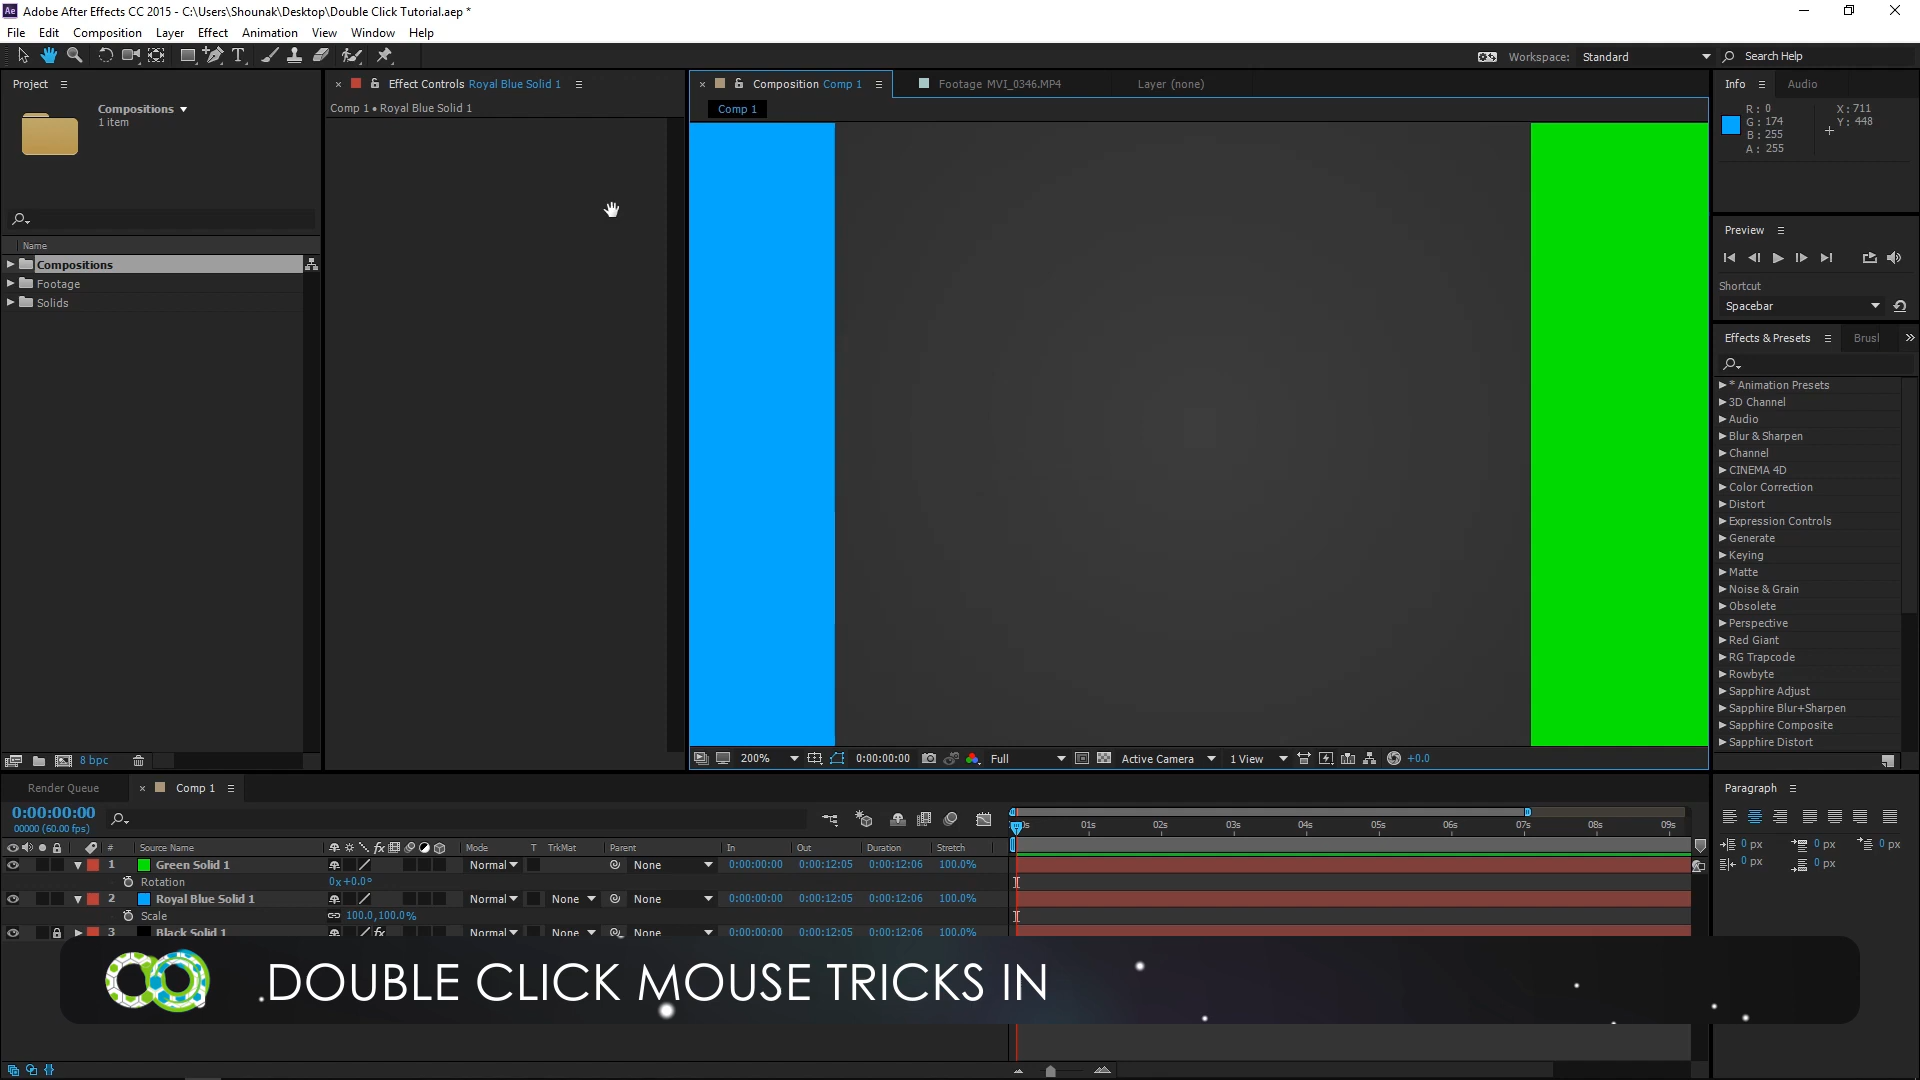 Ae Adobe After Effects CC 2015 - C:\Users\Shounak\Desktop\Double Click Tutorial.aep *
File Edit Composition Layer Effect Animation View Window Help
Workspace: Standard Search Help
Project
Compositions
1 item
Name
Compositions
Footage
Solids
8 bpc
Effect Controls Royal Blue Solid 1
Comp 1 • Royal Blue Solid 1
Composition Comp 1 Footage MVI_0346.MP4 Layer (none)
Comp 1
200% 0:00:00:00 Full Active Camera 1 View +0.0
Info Audio
R: 0
G: 174
B: 255
A: 255
X: 711
Y: 448
Preview
Shortcut
Spacebar
Effects & Presets Brusl
* Animation Presets
3D Channel
Audio
Blur & Sharpen
Channel
CINEMA 4D
Color Correction
Distort
Expression Controls
Generate
Keying
Matte
Noise & Grain
Obsolete
Perspective
Red Giant
RG Trapcode
Rowbyte
Sapphire Adjust
Sapphire Blur+Sharpen
Sapphire Composite
Sapphire Distort
Render Queue Comp 1
0:00:00:00
00000 (60.00 fps)
# Source Name fx Mode T TrkMat Parent In Out Duration Stretch
0s 01s 02s 03s 04s 05s 06s 07s 08s 09s
1 Green Solid 1 Normal None 0:00:00:00 0:00:12:05 0:00:12:06 100.0%
Rotation 0x+0.0°
2 Royal Blue Solid 1 Normal None None 0:00:00:00 0:00:12:05 0:00:12:06 100.0%
Scale 100.0,100.0%
3 Black Solid 1 fx Normal None None 0:00:00:00 0:00:12:05 0:00:12:06 100.0%
Paragraph
0 px 0 px 0 px
0 px 0 px
DOUBLE CLICK MOUSE TRICKS IN